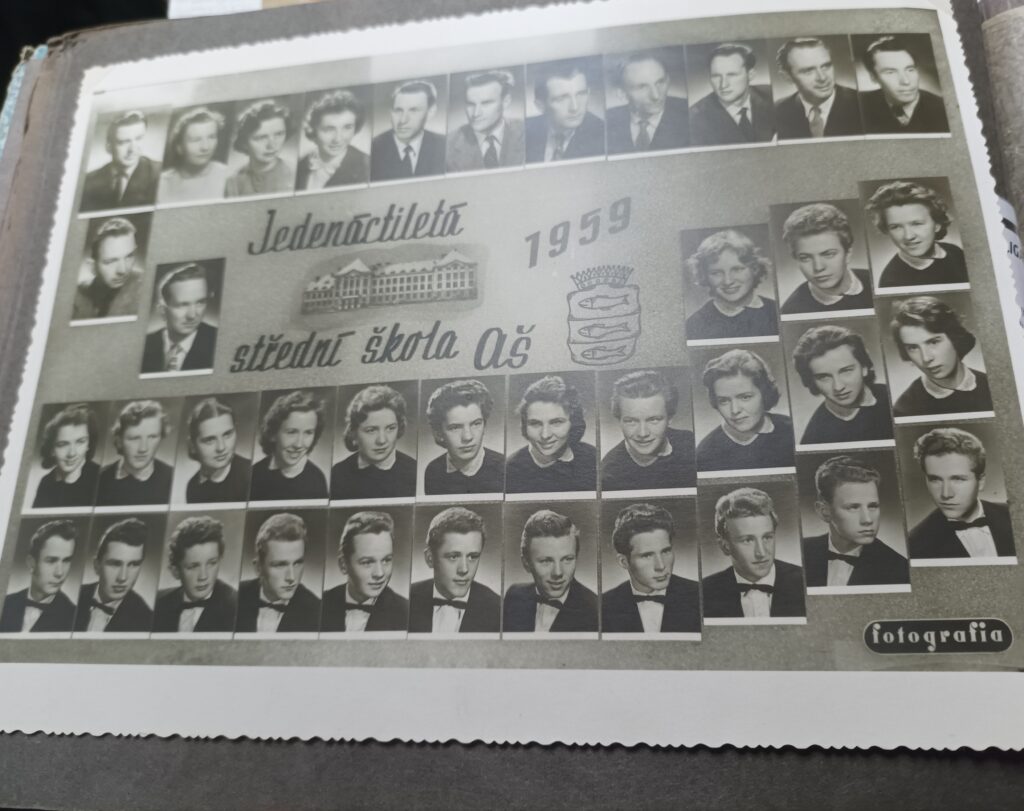 Jedenáctiletá
1959
střední škola Aš
fotografia